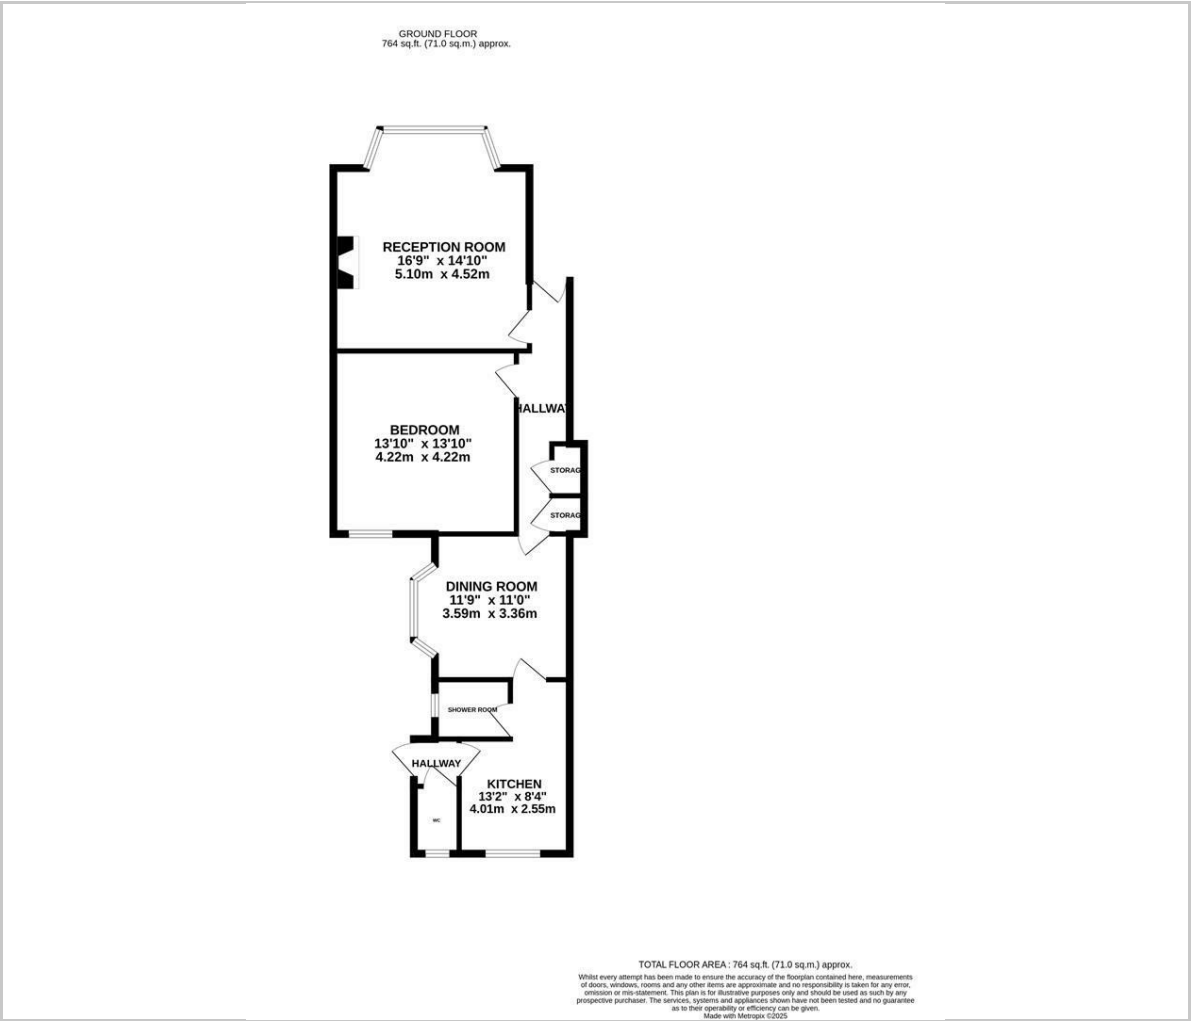 GROUND FLOOR
764 sq.ft. (71.0 sq.m.) approx.
RECEPTION ROOM
16'9" x 14'10"
5.10m x 4.52m
HALLWAY
BEDROOM
13'10" x 13'10"
4.22m x 4.22m
STORAG
STORAG
DINING ROOM
11'9" x 11'0"
3.59m x 3.36m
SHOWER ROOM
HALLWAY
KITCHEN
13'2" x 8'4"
4.01m x 2.55m
WC
TOTAL FLOOR AREA : 764 sq.ft. (71.0 sq.m.) approx.
Whilst every attempt has been made to ensure the accuracy of the floorplan contained here, measurements
of doors, windows, rooms and any other items are approximate and no responsibility is taken for any error,
omission or mis-statement. This plan is for illustrative purposes only and should be used as such by any
prospective purchaser. The services, systems and appliances shown have not been tested and no guarantee
as to their operability or efficiency can be given.
Made with Metropix ©2025